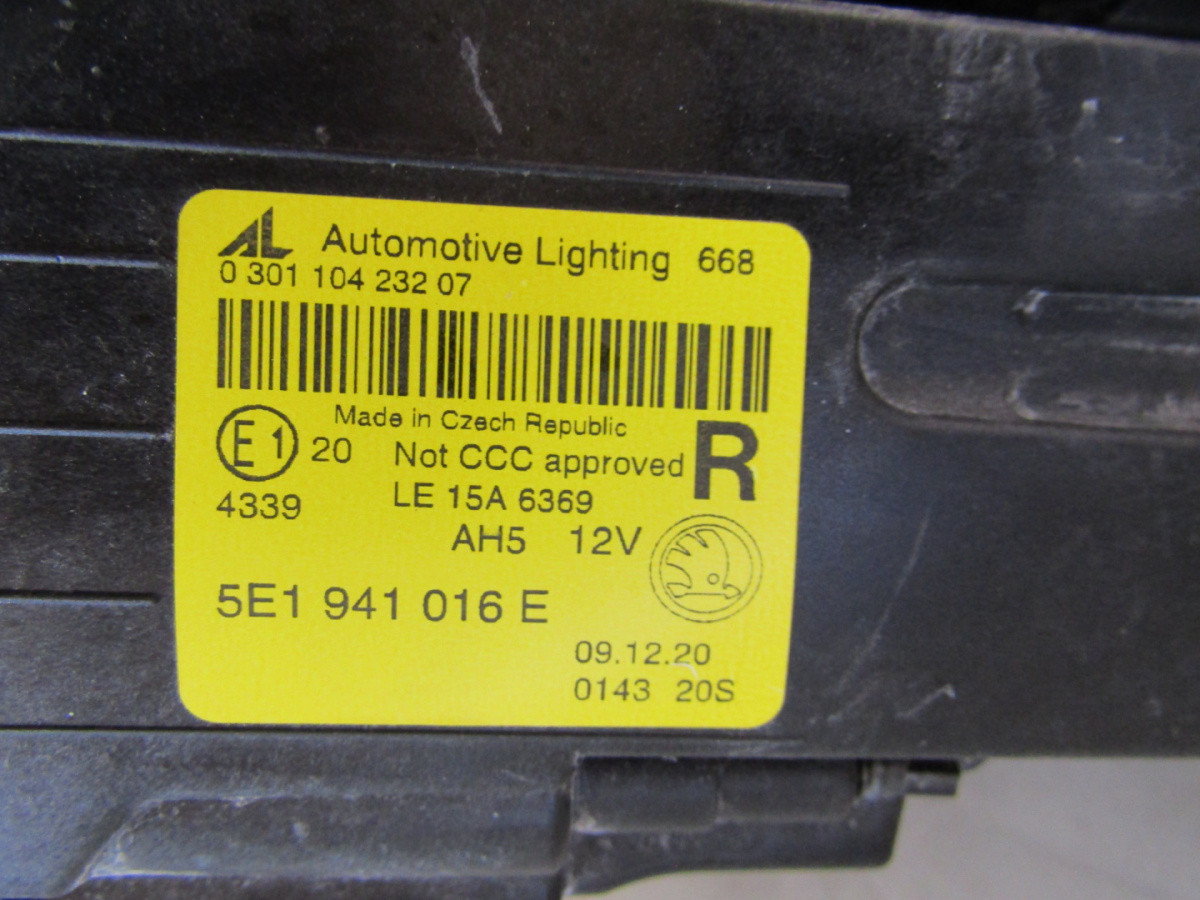 AL Automotive Lighting 668
0 301 104 232 07
Made in Czech Republic
E1 20 Not CCC approved R
4339 LE 15A 6369
AH5 12V
5E1 941 016 E
09.12.20
0143 20S